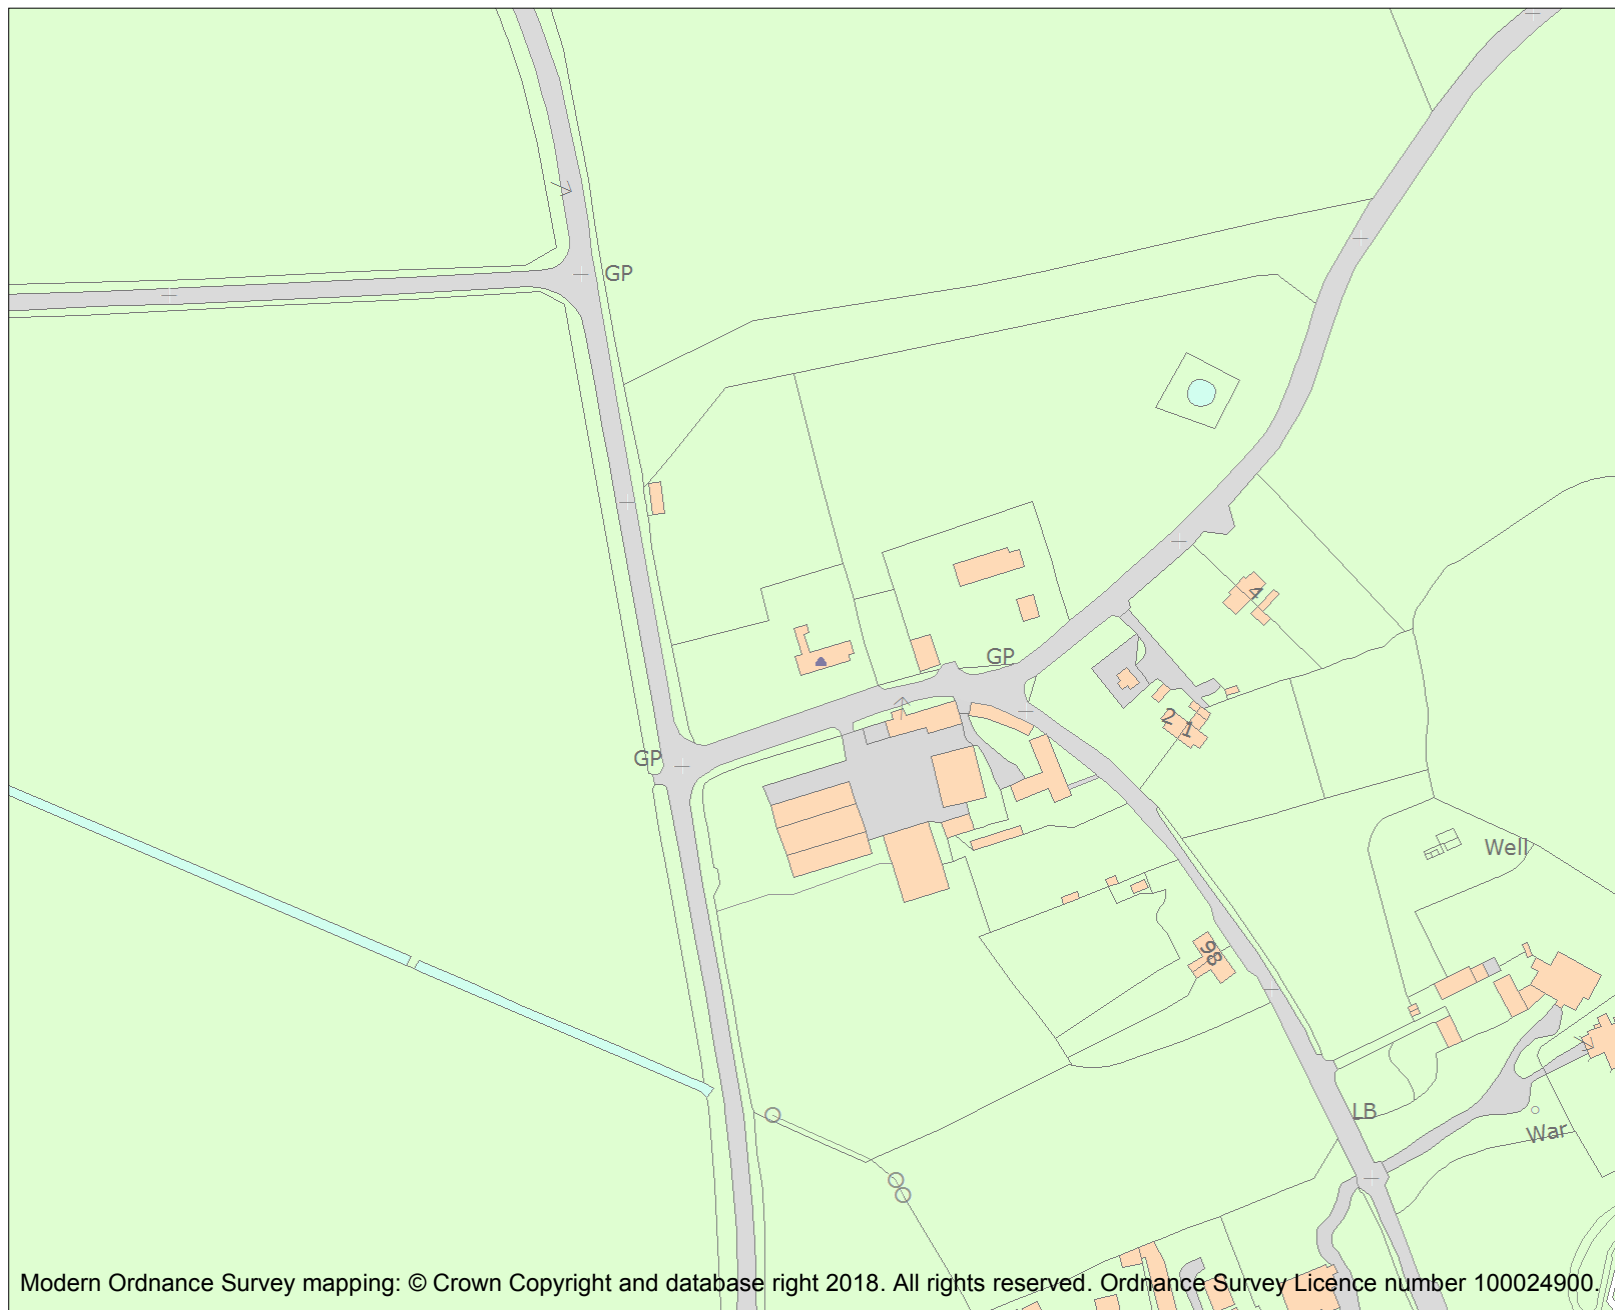 GP
4
GP
2
1
GP
Well
98
LB
War
Modern Ordnance Survey mapping: © Crown Copyright and database right 2018. All rights reserved. Ordnance Survey Licence number 100024900.